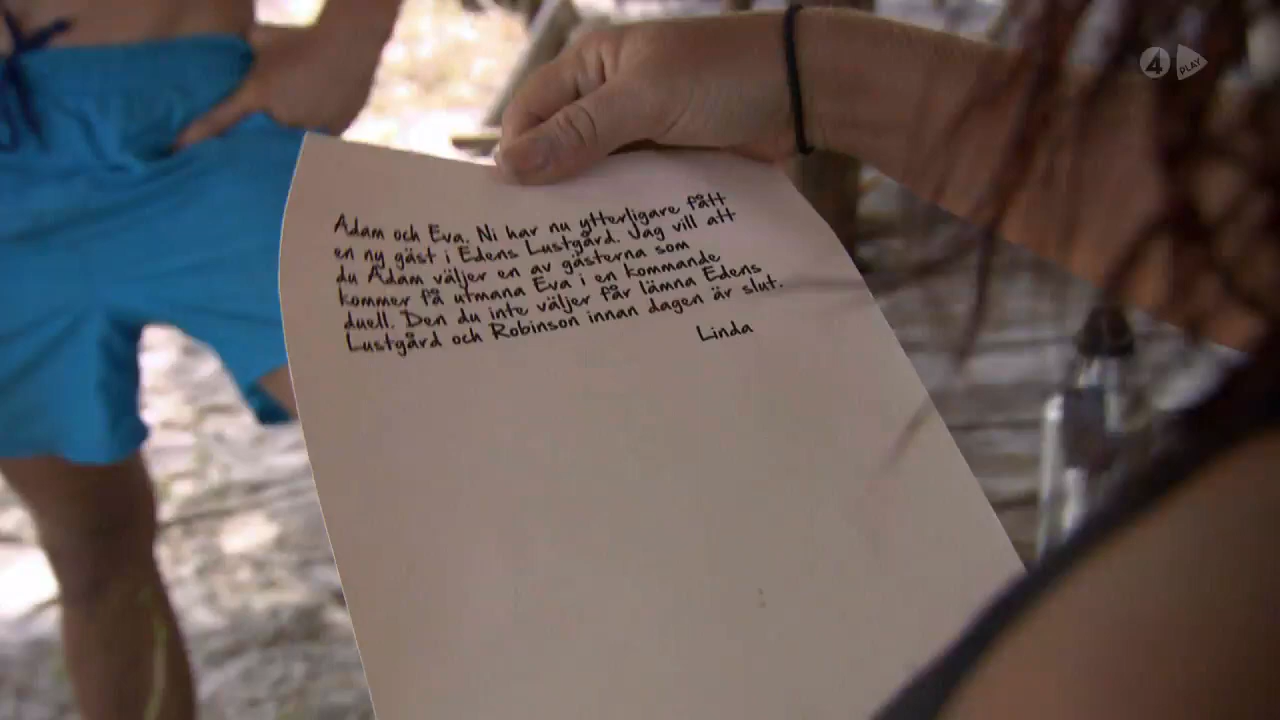 4 PLAY
Adam och Eva. Ni har nu ytterligare fått
en ny gäst i Edens Lustgård. Jag vill att
du Adam väljer en av gästerna som
kommer få utmana Eva i en kommande
duell. Den du inte väljer får lämna Edens
Lustgård och Robinson innan dagen är slut.
Linda